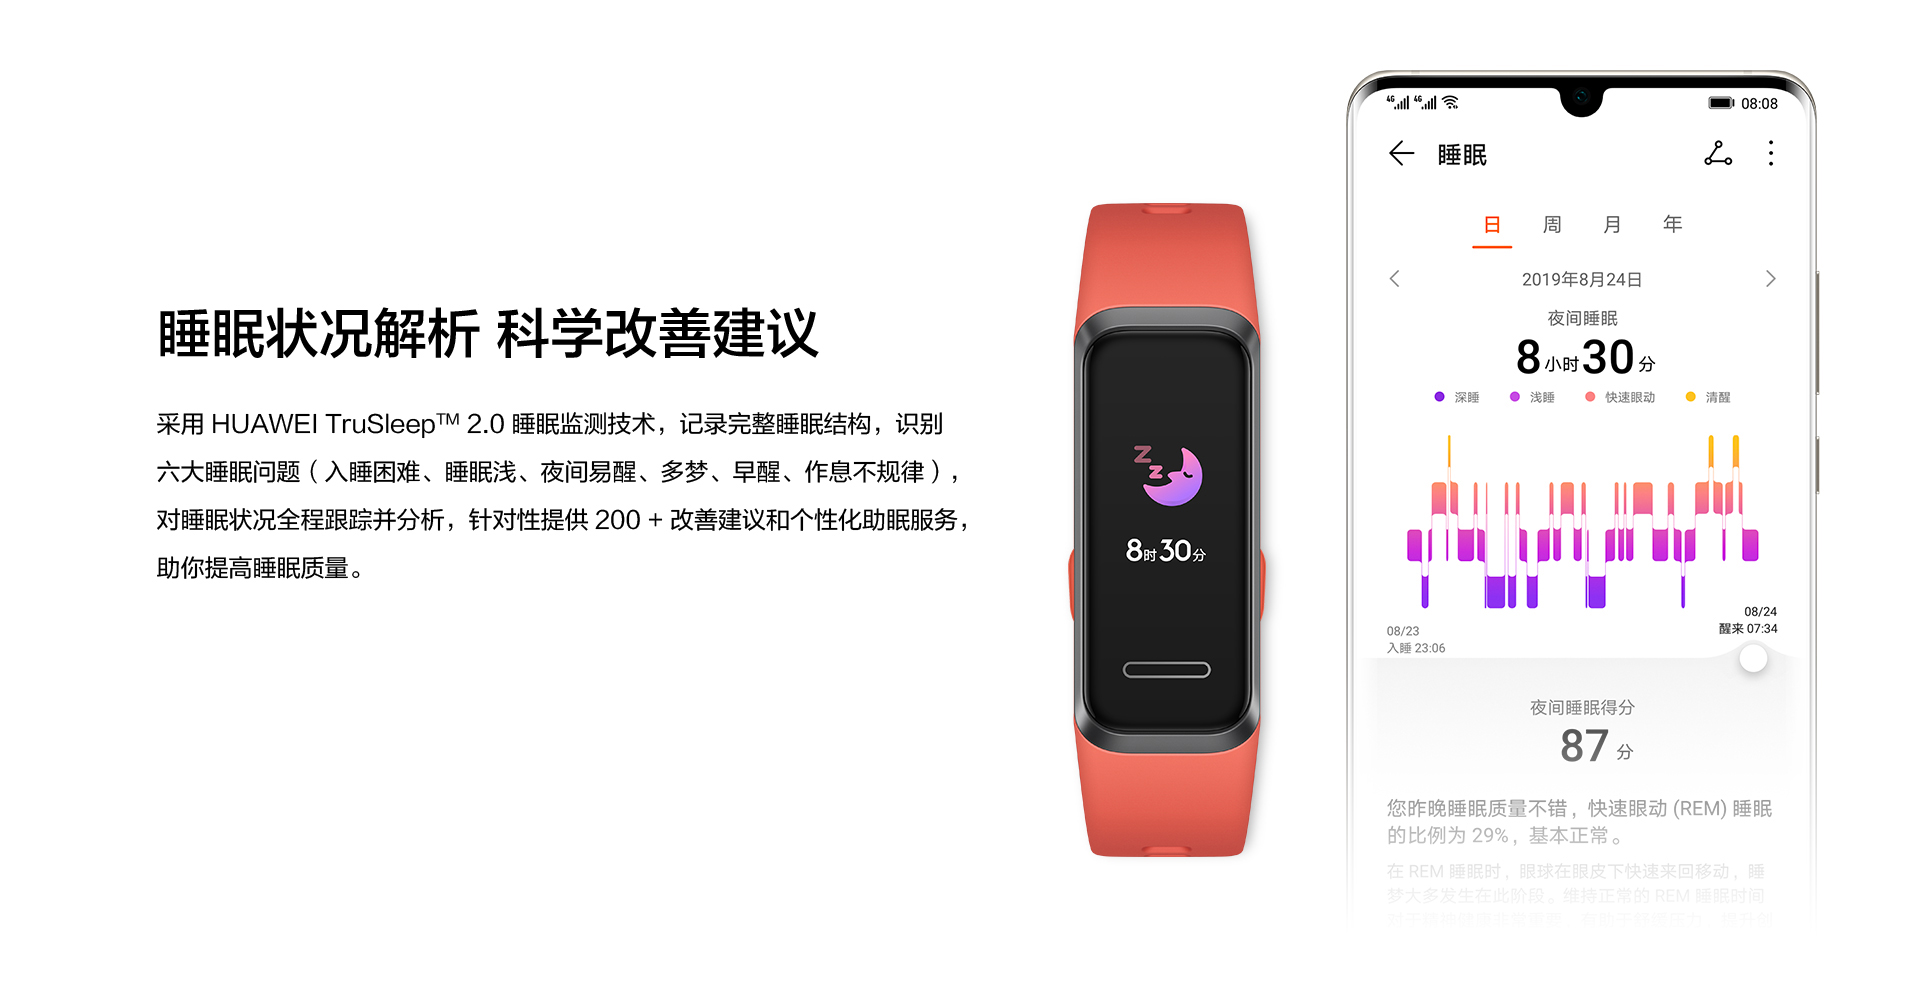 睡眠状况解析 科学改善建议
采用 HUAWEI TruSleep™ 2.0 睡眠监测技术，记录完整睡眠结构，识别
六大睡眠问题（入睡困难、睡眠浅、夜间易醒、多梦、早醒、作息不规律），
对睡眠状况全程跟踪并分析，针对性提供 200 + 改善建议和个性化助眠服务，
助你提高睡眠质量。
8时30分
4G 4G 08:08
睡眠
日 周 月 年
2019年8月24日
夜间睡眠
8小时30分
深睡 浅睡 快速眼动 清醒
08/23
入睡 23:06
08/24
醒来 07:34
夜间睡眠得分
87 分
您昨晚睡眠质量不错，快速眼动 (REM) 睡眠
的比例为 29%，基本正常。
在 REM 睡眠时，眼球在眼皮下快速来回移动，睡
梦大多发生在此阶段。维持正常的 REM 睡眠时间